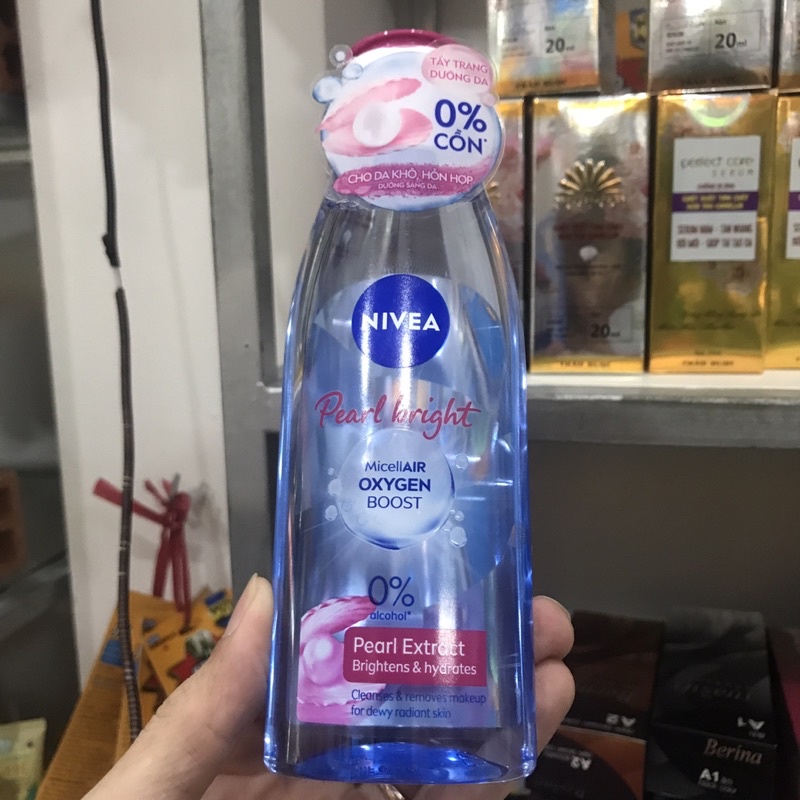 TẨY TRANG
DƯỠNG DA
0%
CỒN*
CHO DA KHÔ, HỖN HỢP
DƯỠNG SÁNG DA
NIVEA
Pearl bright
MicellAIR
OXYGEN
BOOST
0%
alcohol*
Pearl Extract
Brightens & hydrates
Cleanses & removes makeup
for dewy radiant skin
20ml
20ml
perfect care
SERUM
20ml
A2
A1
Berina
A1